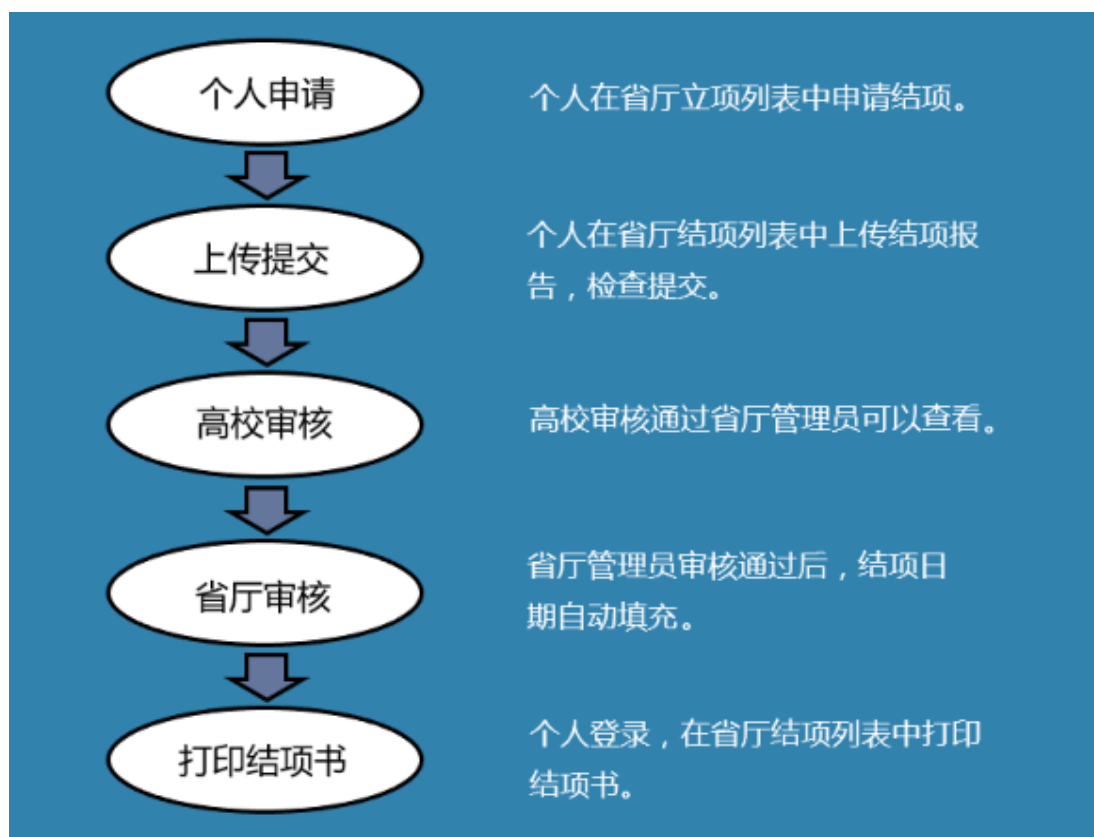 个人申请
个人在省厅立项列表中申请结项。
上传提交
个人在省厅结项列表中上传结项报
告，检查提交。
高校审核
高校审核通过省厅管理员可以查看。
省厅审核
省厅管理员审核通过后，结项日
期自动填充。
打印结项书
个人登录，在省厅结项列表中打印
结项书。